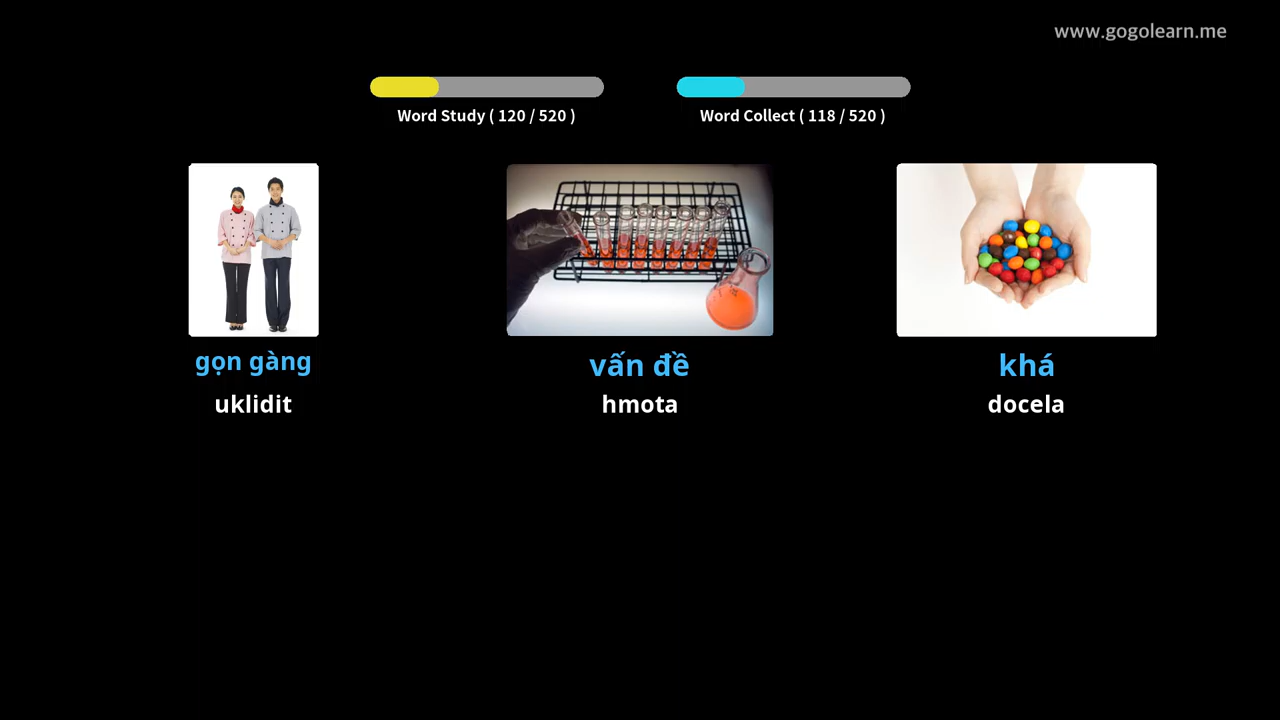 www.gogolearn.me
Word Study ( 120 / 520 )
Word Collect ( 118 / 520 )
gọn gàng
vấn đề
khá
uklidit
hmota
docela